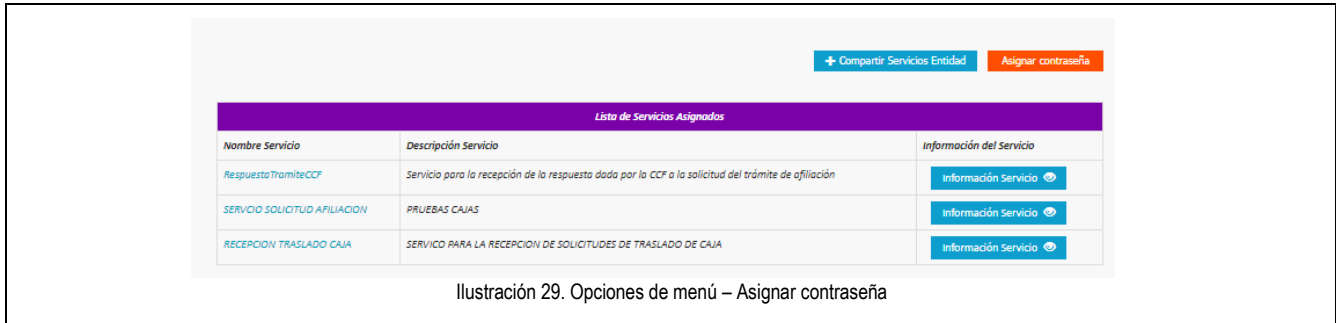 + Compartir Servicios Entidad Asignar contraseña
Lista de Servicios Asignados
Nombre Servicio Descripción Servicio Información del Servicio
RespuestaTramiteCCF Servicio para la recepción de la respuesta dada por la CCF a la solicitud del trámite de afiliación Información Servicio
SERVCIO SOLICITUD AFILIACION PRUEBAS CAJAS Información Servicio
RECEPCION TRASLADO CAJA SERVICO PARA LA RECEPCION DE SOLICITUDES DE TRASLADO DE CAJA Información Servicio
Ilustración 29. Opciones de menú – Asignar contraseña